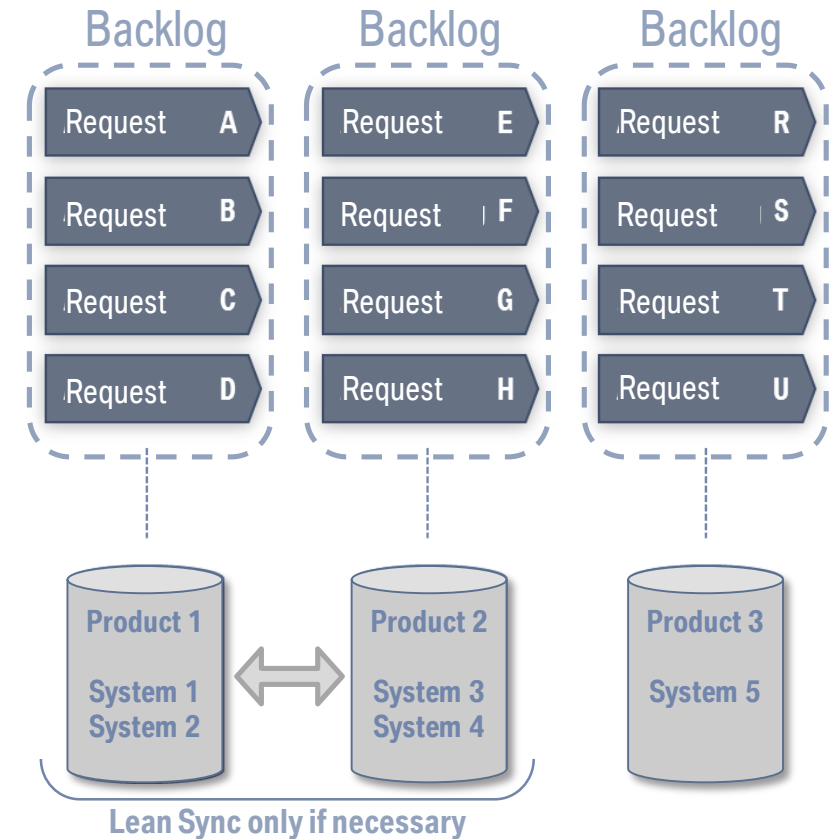 Backlog
Request A
Request B
Request C
Request D
Backlog
Request E
Request F
Request G
Request H
Backlog
Request R
Request S
Request T
Request U
Product 1
System 1
System 2
Product 2
System 3
System 4
Product 3
System 5
Lean Sync only if necessary